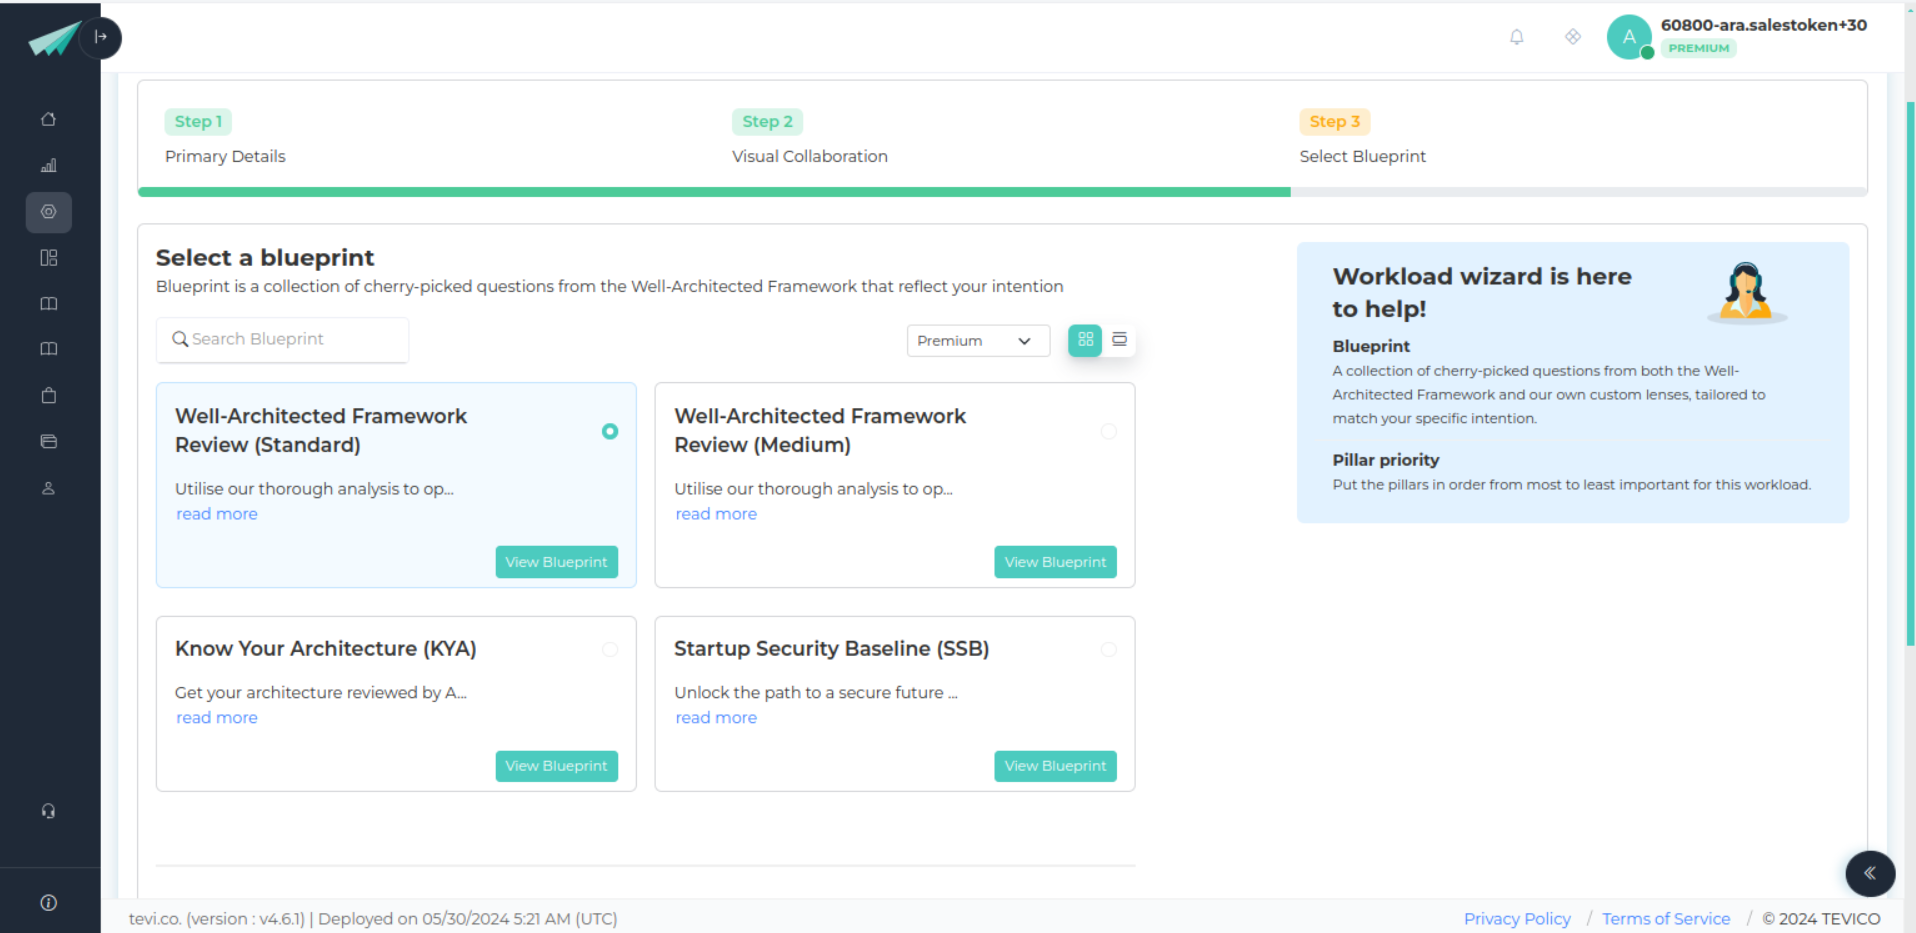 60800-ara.salestoken+30
A
PREMIUM
Step 1
Primary Details
Step 2
Visual Collaboration
Step 3
Select Blueprint
Select a blueprint
Blueprint is a collection of cherry-picked questions from the Well-Architected Framework that reflect your intention
Search Blueprint
Premium
Well-Architected Framework
Review (Standard)
Utilise our thorough analysis to op...
read more
View Blueprint
Well-Architected Framework
Review (Medium)
Utilise our thorough analysis to op...
read more
View Blueprint
Know Your Architecture (KYA)
Get your architecture reviewed by A...
read more
View Blueprint
Startup Security Baseline (SSB)
Unlock the path to a secure future ...
read more
View Blueprint
Workload wizard is here
to help!
Blueprint
A collection of cherry-picked questions from both the Well-
Architected Framework and our own custom lenses, tailored to
match your specific intention.
Pillar priority
Put the pillars in order from most to least important for this workload.
tevi.co. (version : v4.6.1) | Deployed on 05/30/2024 5:21 AM (UTC)
Privacy Policy / Terms of Service / © 2024 TEVICO